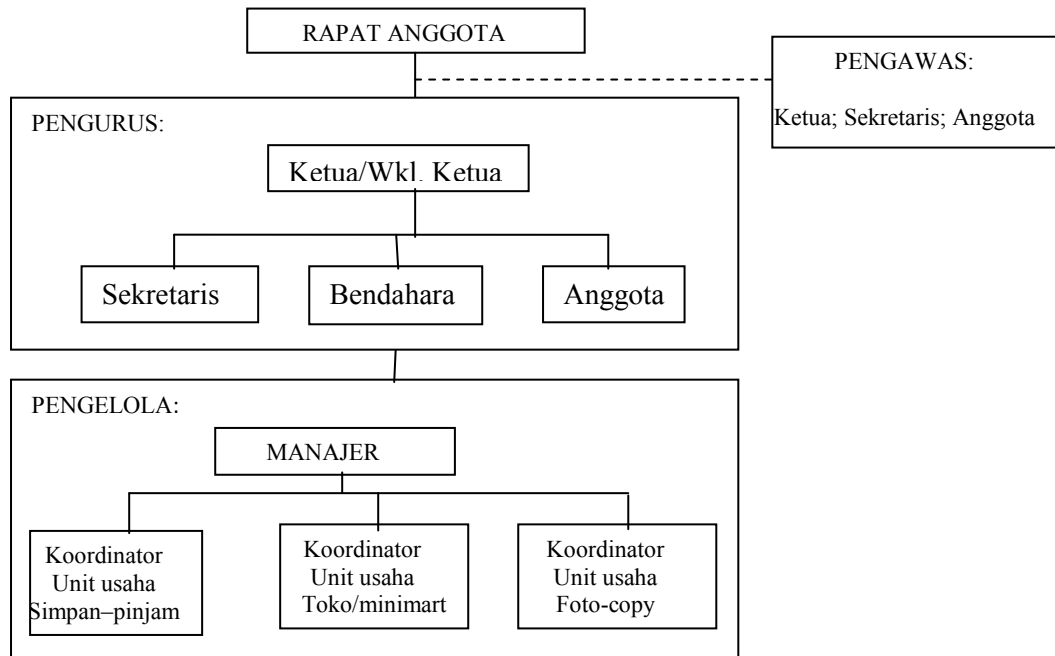 RAPAT ANGGOTA
PENGAWAS:
Ketua; Sekretaris; Anggota
PENGURUS:
Ketua/Wkl. Ketua
Sekretaris
Bendahara
Anggota
PENGELOLA:
MANAJER
Koordinator
Unit usaha
Simpan–pinjam
Koordinator
Unit usaha
Toko/minimart
Koordinator
Unit usaha
Foto-copy